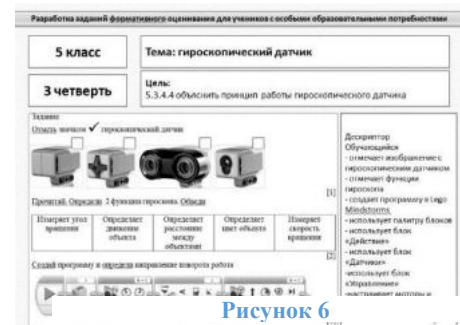 Разработка заданий формативного оценивания для учеников с особыми образовательными потребностями
5 класс
Тема: гироскопический датчик
3 четверть
Цель:
5.3.4.4 объяснить принцип работы гироскопического датчика
Задание
Отметь значком ✓ гироскопический датчик
[1]
Прочитай. Определи 2 функции гироскопа. Обведи
Измеряет угол вращения
Определяет движение объекта
Определяет расстояние между объектами
Определяет цвет объекта
Измеряет скорость вращения
[2]
Создай программу и определи направление поворота робота
Дескриптор
Обучающийся
- отмечает изображение с
гироскопическим датчиком
- отмечает функции
гироскопа
- создает программу в Lego
Mindstorms
- использует палитру блоков
- использует блок
«Действие»
- использует блок
«Датчики»
-использует блок
«Управление»
-настраивает моторы и
Рисунок 6